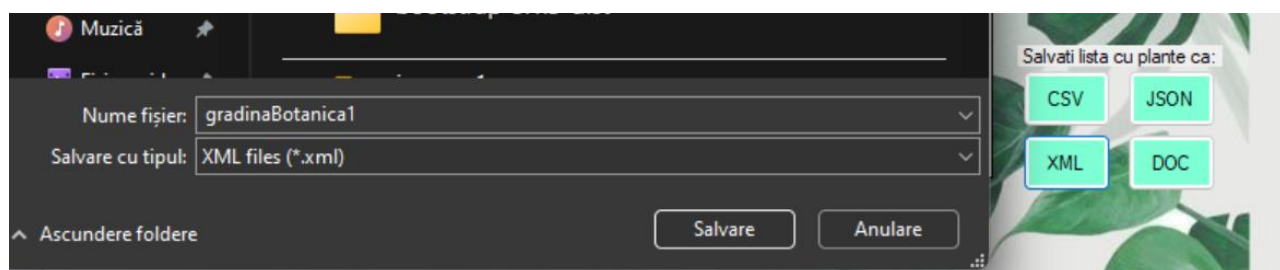 Muzică
Nume fișier: gradinaBotanica1
Salvare cu tipul: XML files (*.xml)
Ascundere foldere
Salvare
Anulare
Salvati lista cu plante ca:
CSV
JSON
XML
DOC